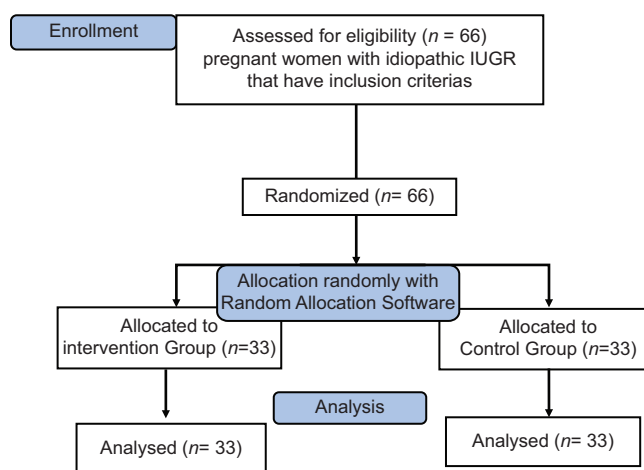 Enrollment
Assessed for eligibility (n = 66)
pregnant women with idiopathic IUGR
that have inclusion criterias
Randomized (n= 66)
Allocation randomly with
Random Allocation Software
Allocated to
intervention Group (n=33)
Allocated to
Control Group (n=33)
Analysis
Analysed (n= 33)
Analysed (n= 33)